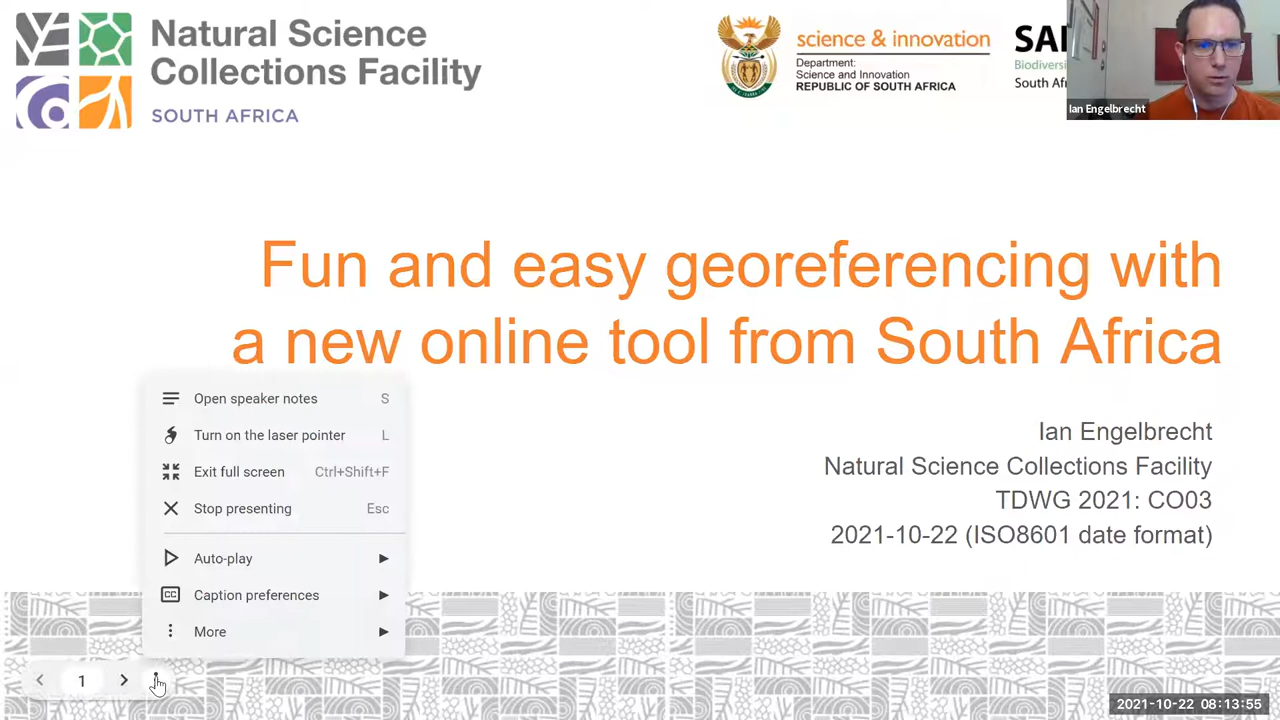 Natural Science
Collections Facility
SOUTH AFRICA
science & innovation
Department:
Science and Innovation
REPUBLIC OF SOUTH AFRICA
South
Ian Engelbrecht
Fun and easy georeferencing with
a new online tool from South Africa
Ian Engelbrecht
Natural Science Collections Facility
TDWG 2021: CO03
2021-10-22 (ISO8601 date format)
Open speaker notes S
Turn on the laser pointer L
Exit full screen Ctrl+Shift+F
Stop presenting Esc
Auto-play
CC Caption preferences
More
1
2021-10-22 08:13:55